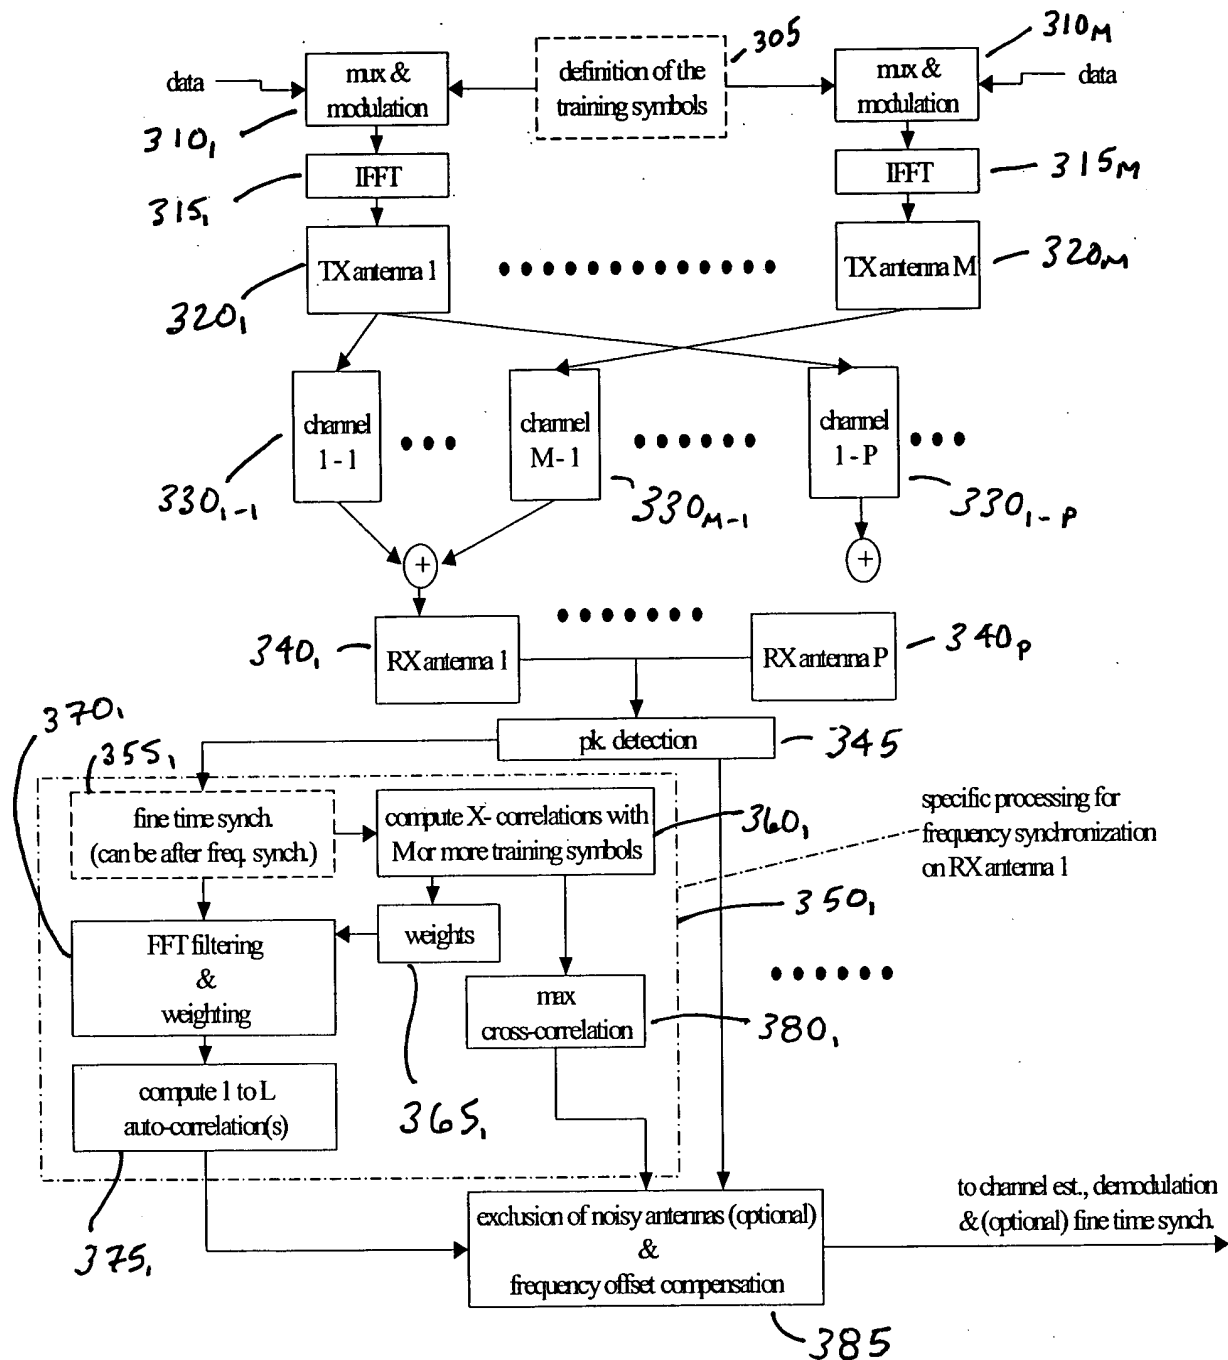 305
310M
data
mux &
modulation
definition of the
training symbols
mux &
modulation
data
3101
IFFT
IFFT
315M
3151
TX antenna 1
TX antenna M
320M
3201
channel
1 - 1
channel
M - 1
channel
1 - P
3301-1
330M-1
3301-P
+
+
3401
RX antenna 1
RX antenna P
340P
3701
pk. detection
345
3551
fine time synch.
(can be after freq. synch.)
compute X- correlations with
M or more training symbols
3601
specific processing for
frequency synchronization
on RX antenna 1
3501
FFT filtering
&
weighting
weights
max
cross-correlation
3801
compute 1 to L
auto-correlation(s)
3651
3751
exclusion of noisy antennas (optional)
&
frequency offset compensation
to channel est., demodulation
& (optional) fine time synch.
385